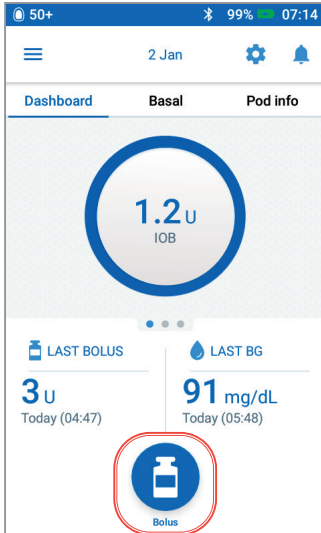 50+ 99% 07:14
2 Jan
Dashboard Basal Pod info
1.2 U
IOB
LAST BOLUS LAST BG
3 U 91 mg/dL
Today (04:47) Today (05:48)
Bolus